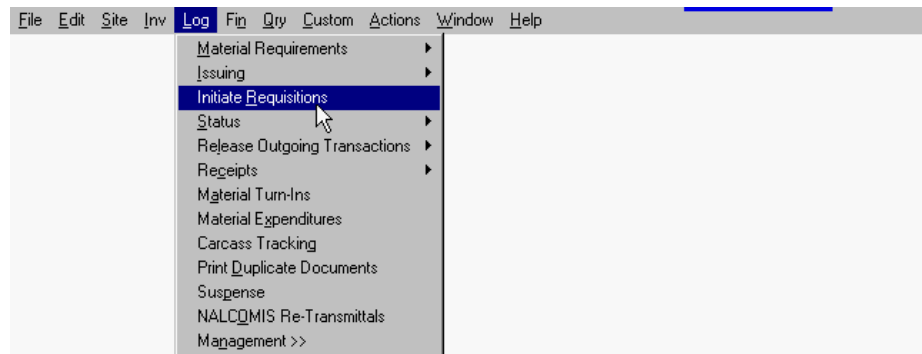 File Edit Site Inv Log Fin Qry Custom Actions Window Help
Material Requirements
Issuing
Initiate Requisitions
Status
Release Outgoing Transactions
Receipts
Material Turn-Ins
Material Expenditures
Carcass Tracking
Print Duplicate Documents
Suspense
NALCOMIS Re-Transmittals
Management >>